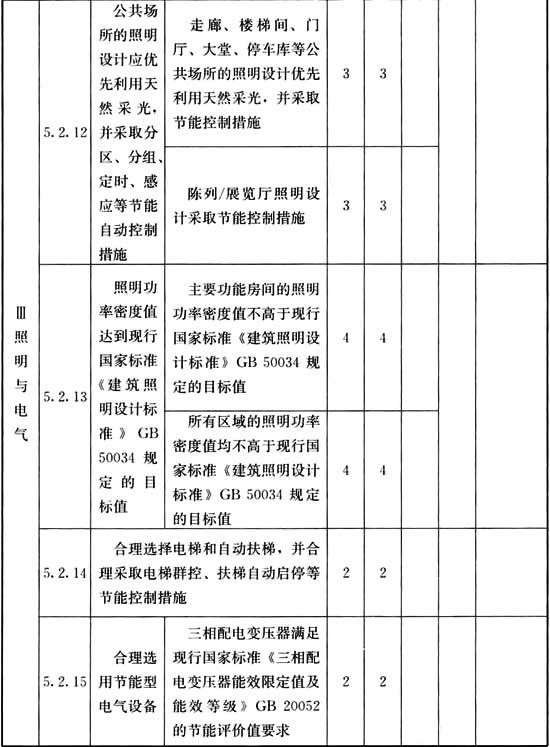 Ⅲ
照
明
与
电
气
5.2.12
公共场
所的照明
设计应优
先利用天
然采光，
并采取分
区、分组、
定时、感
应等节能
自动控制
措施
走廊、楼梯间、门
厅、大堂、停车库等公
共场所的照明设计优先
利用天然采光，并采取
节能控制措施
3
3
陈列/展览厅照明设
计采取节能控制措施
3
3
5.2.13
照明功
率密度值
达到现行
国家标准
《建筑照
明设计标
准》GB
50034 规
定的目
标值
主要功能房间的照明
功率密度值不高于现行
国家标准《建筑照明设
计标准》GB 50034 规
定的目标值
4
4
所有区域的照明功率
密度值均不高于现行国
家标准《建筑照明设计
标准》GB 50034 规定
的目标值
4
4
5.2.14
合理选择电梯和自动扶梯，并合
理采取电梯群控、扶梯自动启停等
节能控制措施
2
2
5.2.15
合理选
用节能型
电气设备
三相配电变压器满足
现行国家标准《三相配
电变压器能效限定值及
能效等级》GB 20052
的节能评价值要求
2
2